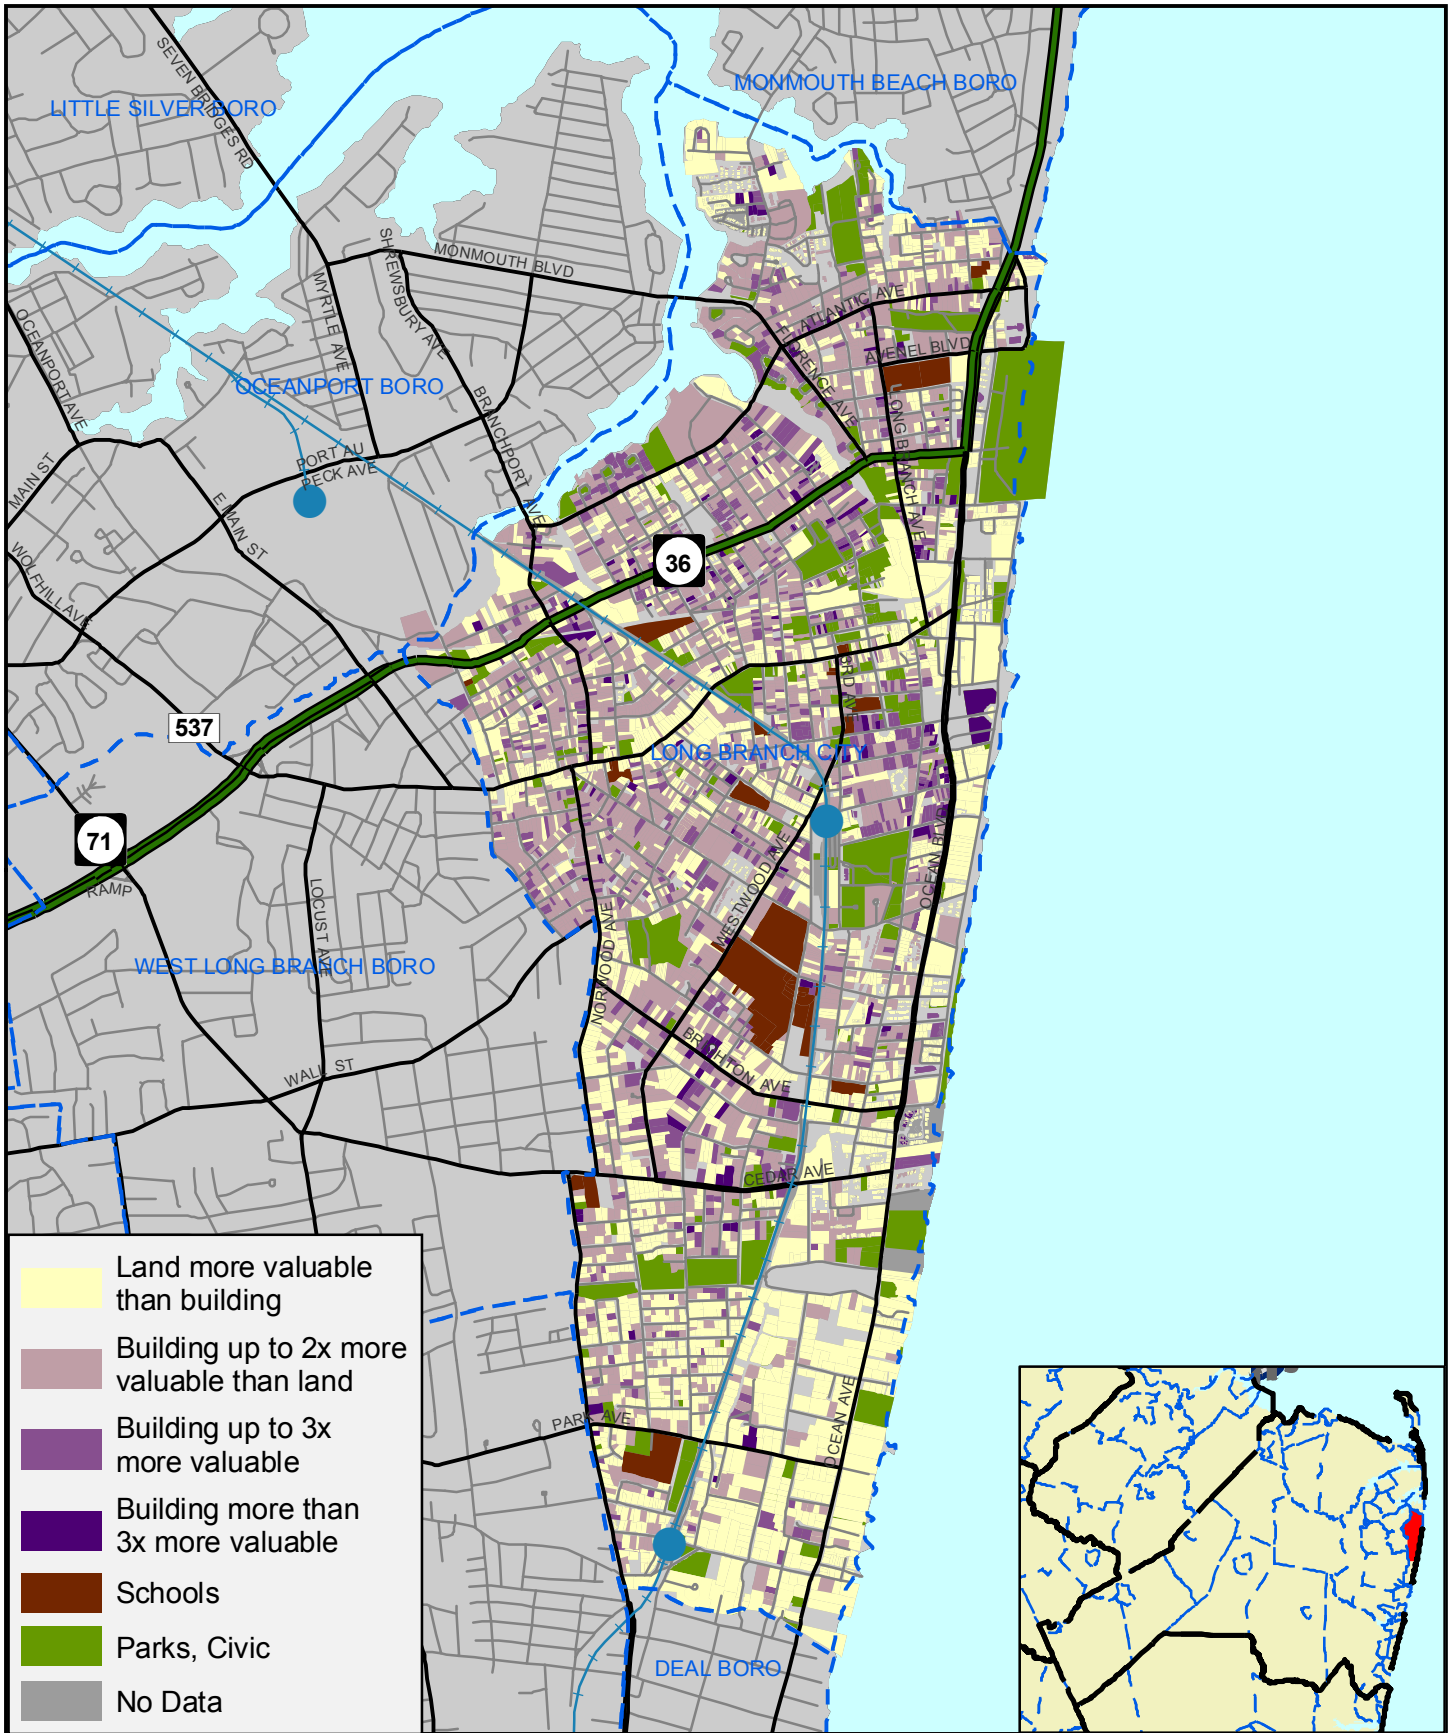 SEVEN BRIDGES RD
LITTLE SILVER BORO
MONMOUTH BEACH BORO
MONMOUTH BLVD
SHREWSBURY AVE
MYRTLE AVE
OCEANPORT AVE
ATLANTIC AVE
FLORENCE AVE
AVENEL BLVD
OCEANPORT BORO
BRANCHPORT AVE
LONG BRANCH AVE
PORT AU
PECK AVE
MAIN ST
E MAIN ST
WOLFHILL AVE
36
3RD AVE
537
LONG BRANCH CITY
71
RAMP
OCEAN BLVD
WESTWOOD AVE
LOCUST AVE
NORWOOD AVE
WEST LONG BRANCH BORO
BRIGHTON AVE
WALL ST
CEDAR AVE
PARK AVE
OCEAN AVE
DEAL BORO
Land more valuable
than building
Building up to 2x more
valuable than land
Building up to 3x
more valuable
Building more than
3x more valuable
Schools
Parks, Civic
No Data